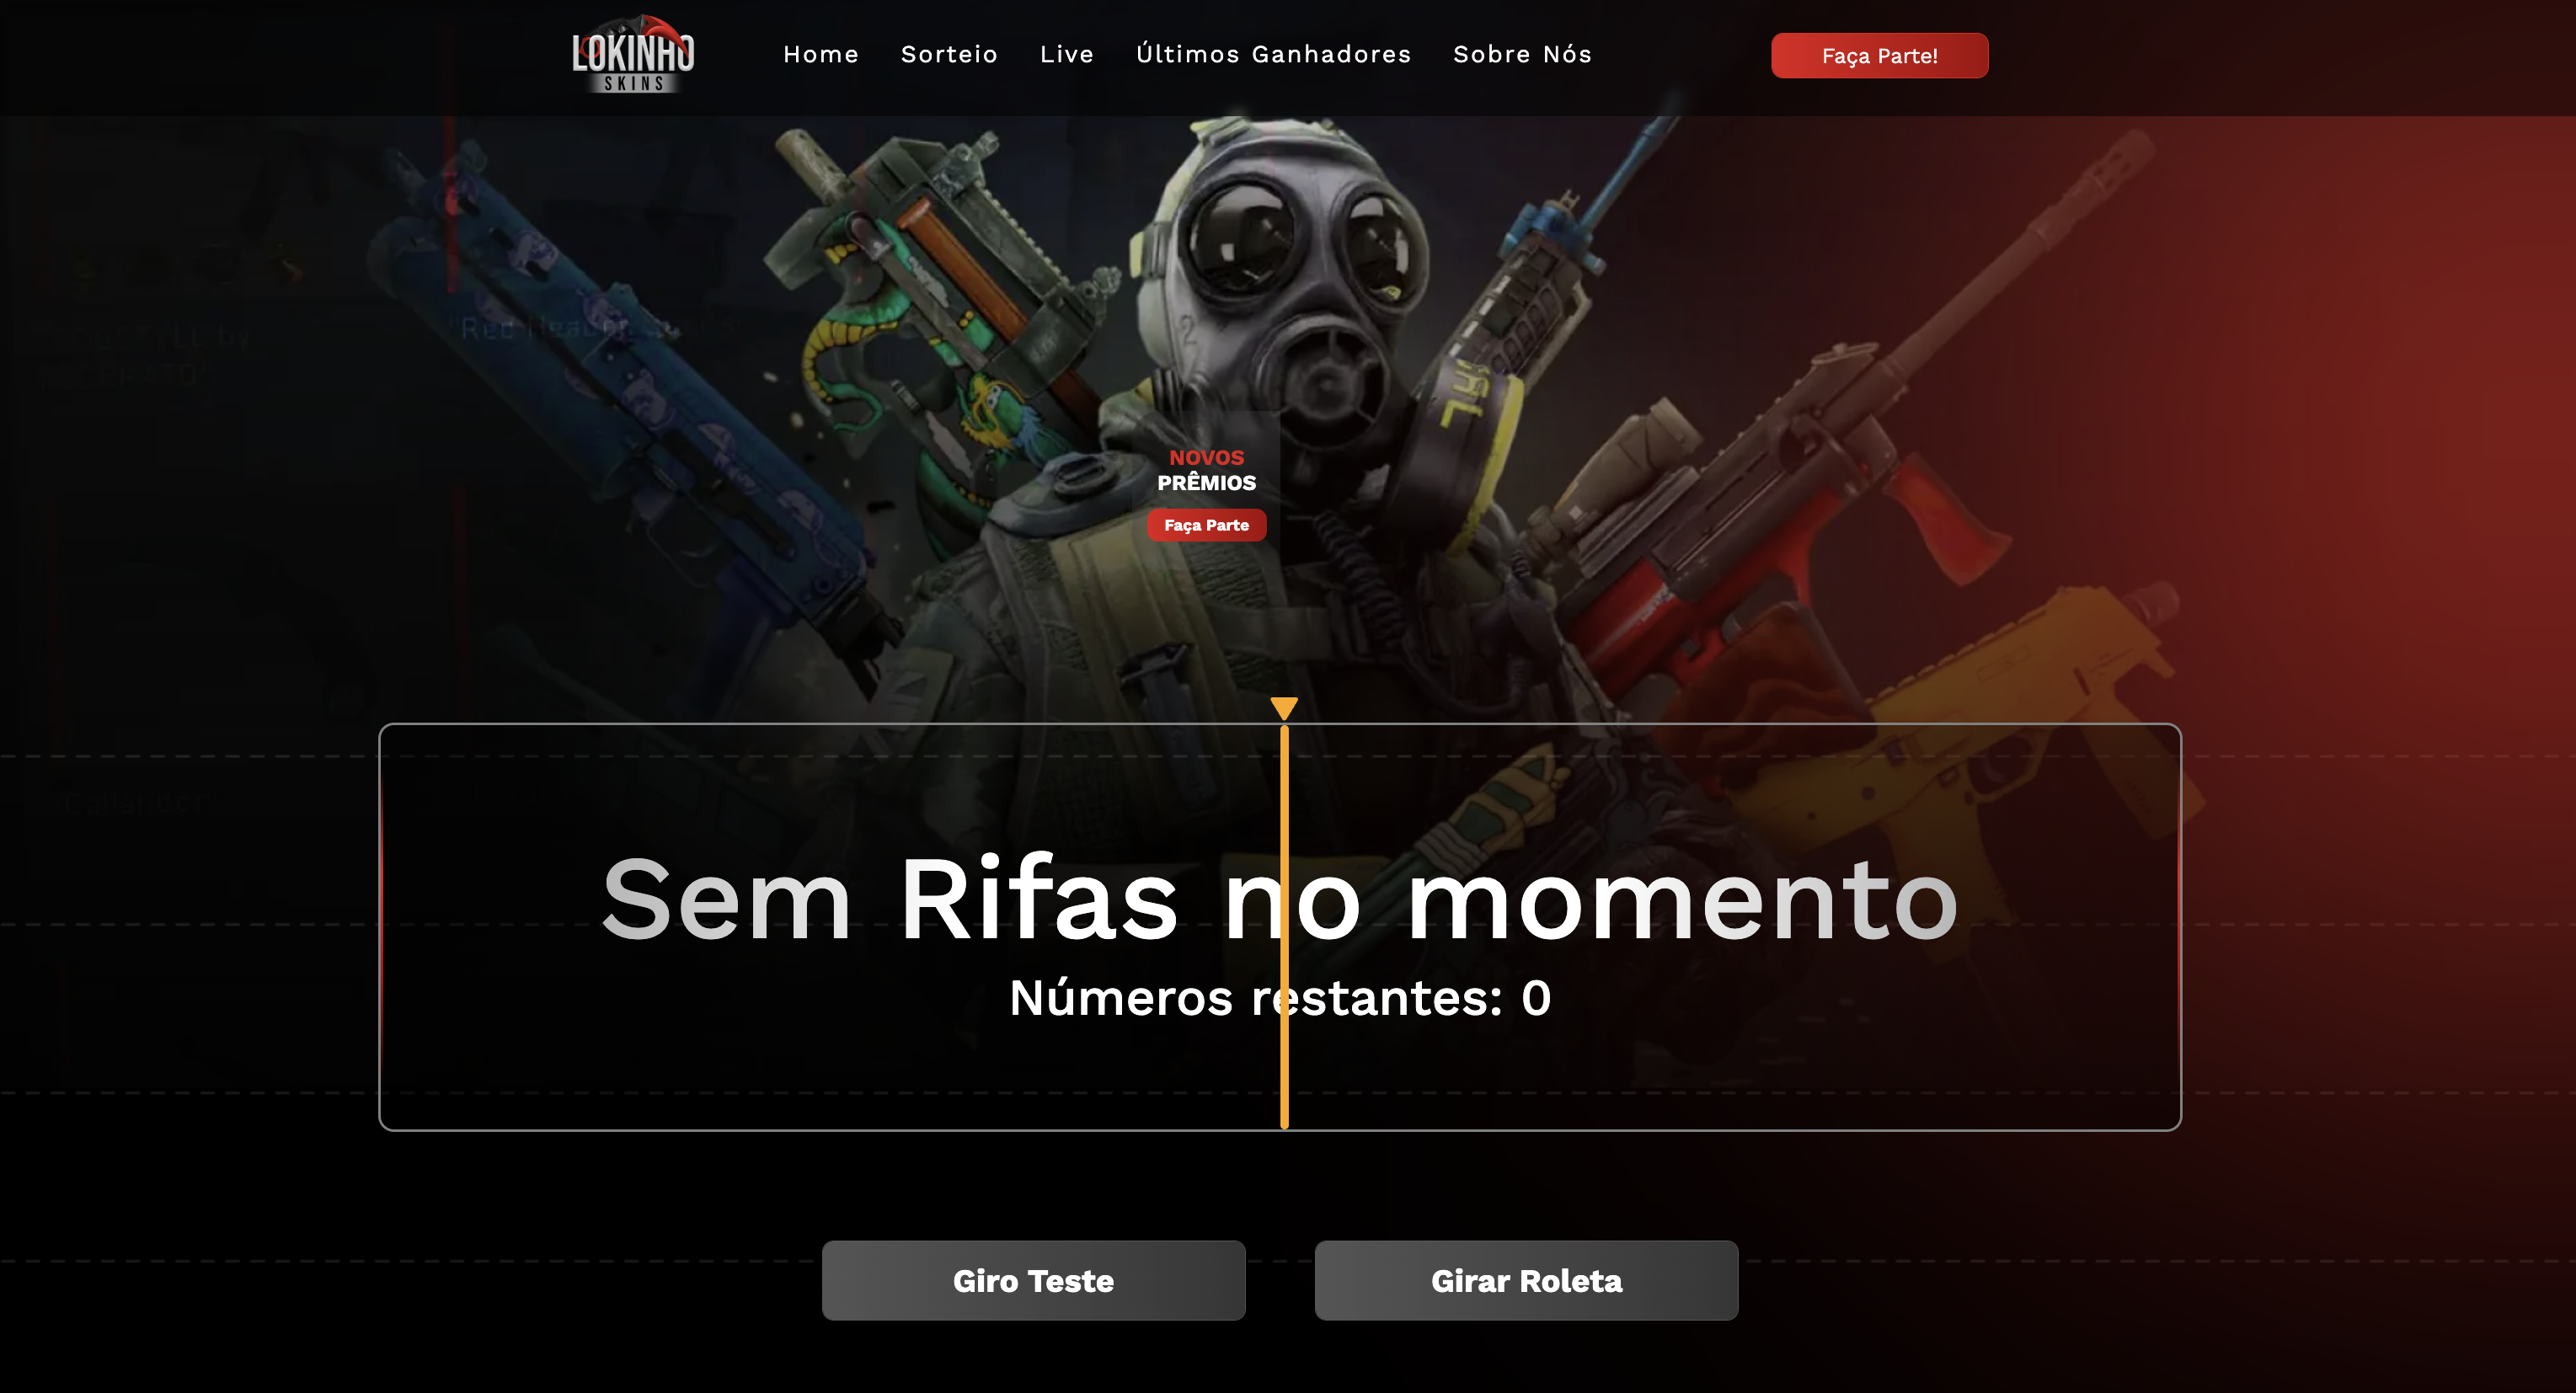 LOKINHO
SKINS
Home Sorteio Live Últimos Ganhadores Sobre Nós
Faça Parte!
NOVOS
PRÊMIOS
Faça Parte
Sem Rifas no momento
Números restantes: 0
Giro Teste
Girar Roleta